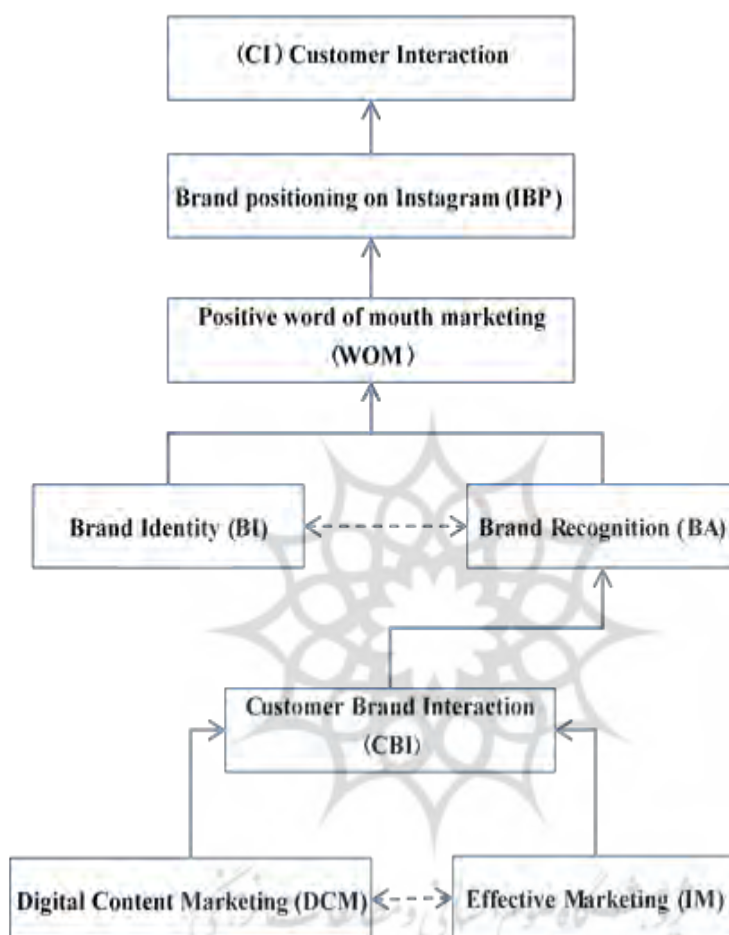 (CI) Customer Interaction
Brand positioning on Instagram (IBP)
Positive word of mouth marketing
(WOM)
Brand Identity (BI)
Brand Recognition (BA)
Customer Brand Interaction
(CBI)
Digital Content Marketing (DCM)
Effective Marketing (IM)